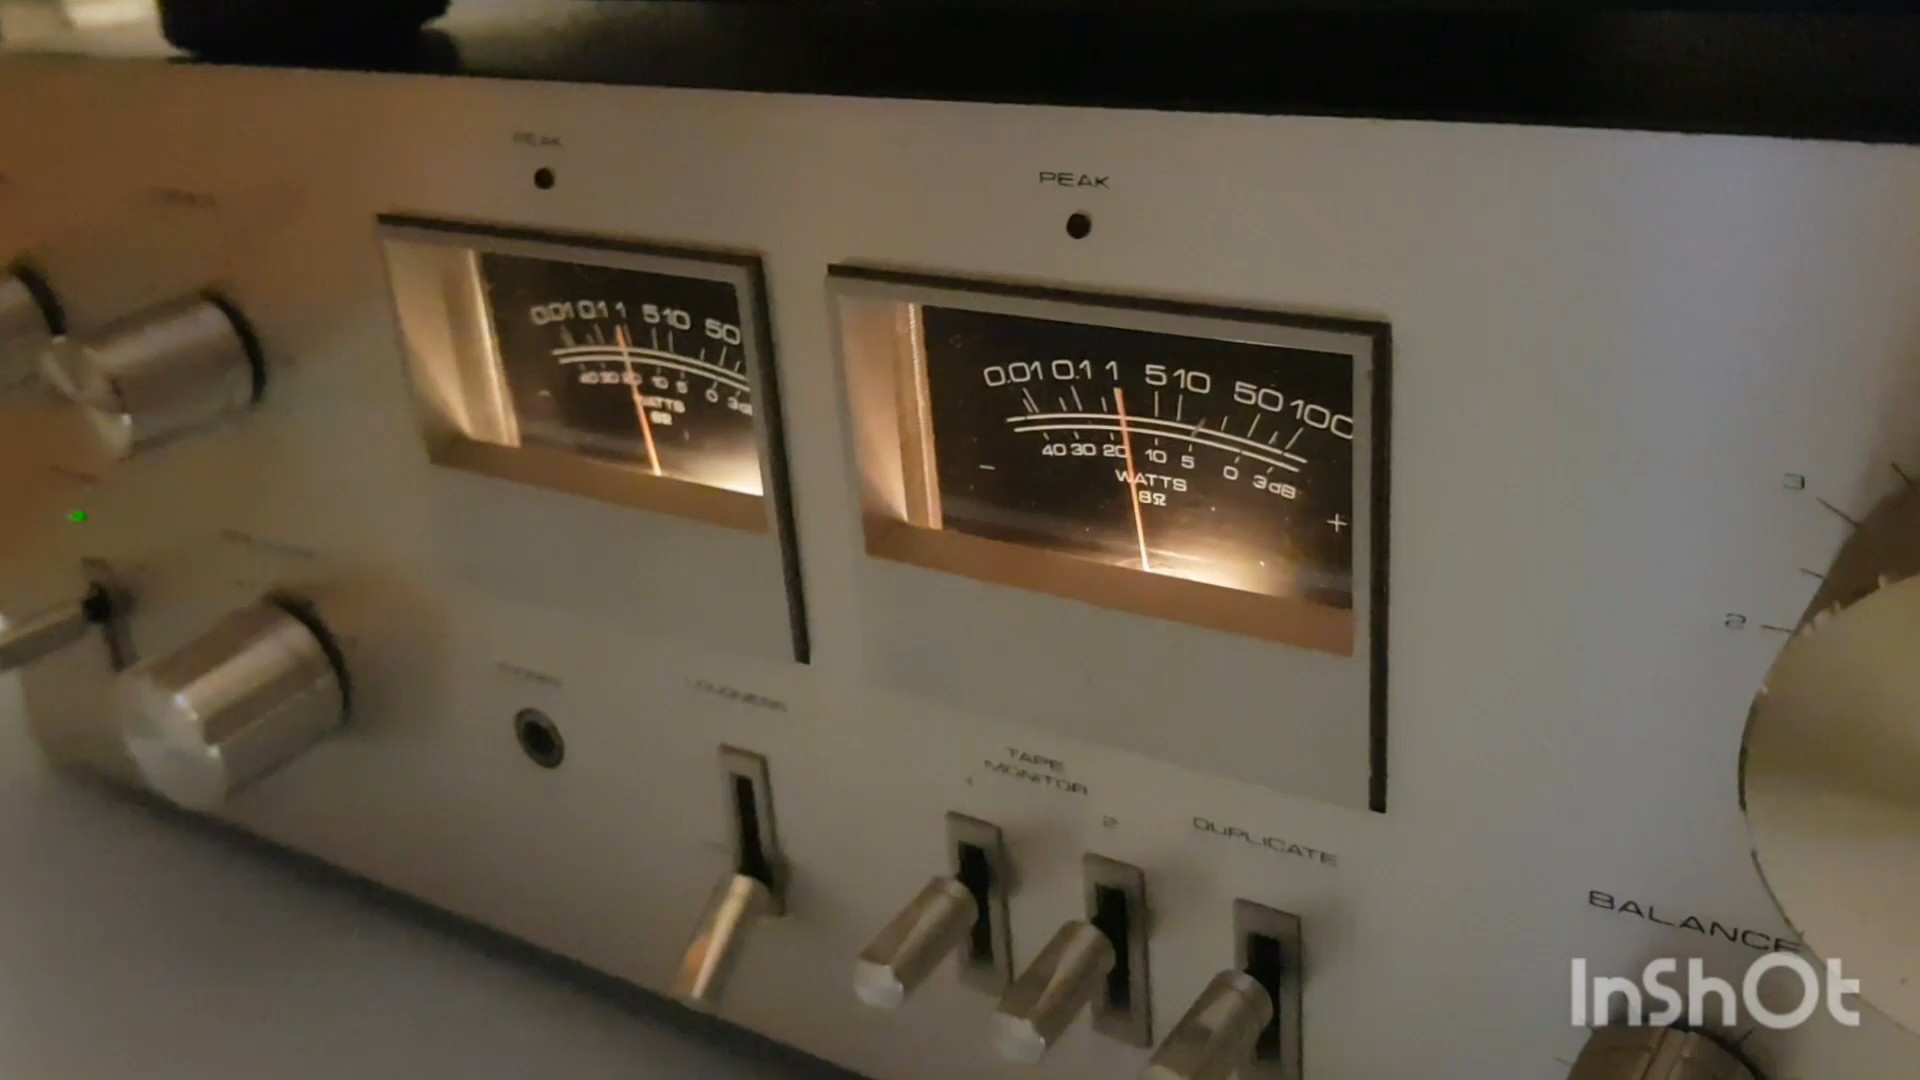 PEAK
PEAK
0.01 0.1 1 5 10 50
40 30 20 10 5 0 3dB
WATTS
8Ω
0.01 0.1 1 5 10 50 100
40 30 20 10 5 0 3dB
− +
WATTS
8Ω
3
2
LOUDNESS
TAPE
MONITOR
1
2
DUPLICATE
BALANCE
InShOt